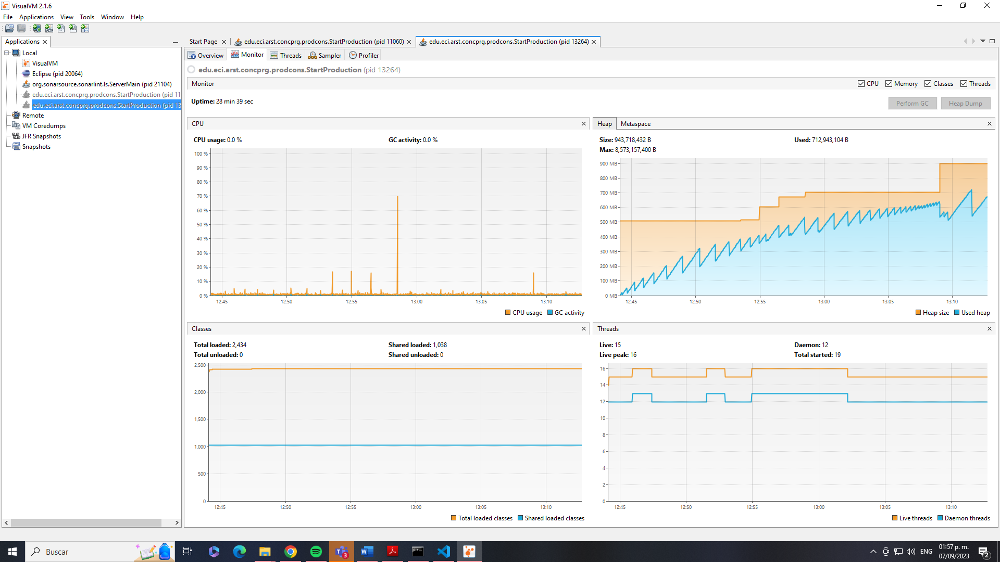 VisualVM 2.1.6
File Applications View Tools Window Help
Applications
Start Page
edu.eci.arst.concprg.prodcons.StartProduction (pid 11060)
edu.eci.arst.concprg.prodcons.StartProduction (pid 13264)
Local
VisualVM
Eclipse (pid 20064)
org.sonarsource.sonarlint.ls.ServerMain (pid 21104)
edu.eci.arst.concprg.prodcons.StartProduction (pid 11
edu.eci.arst.concprg.prodcons.StartProduction (pid 13
Remote
VM Coredumps
JFR Snapshots
Snapshots
Overview Monitor Threads Sampler Profiler
edu.eci.arst.concprg.prodcons.StartProduction (pid 13264)
Monitor
CPU Memory Classes Threads
Uptime: 28 min 39 sec
Perform GC Heap Dump
CPU
CPU usage: 0.0 % GC activity: 0.0 %
100 %
90 %
80 %
70 %
60 %
50 %
40 %
30 %
20 %
10 %
0 %
12:45 12:50 12:55 13:00 13:05 13:10
CPU usage GC activity
Heap Metaspace
Size: 943,718,432 B Used: 712,943,104 B
Max: 8,573,157,400 B
900 MB
800 MB
700 MB
600 MB
500 MB
400 MB
300 MB
200 MB
100 MB
0 MB
12:45 12:50 12:55 13:00 13:05 13:10
Heap size Used heap
Classes
Total loaded: 2,434 Shared loaded: 1,038
Total unloaded: 0 Shared unloaded: 0
2,500
2,000
1,500
1,000
500
0
12:45 12:50 12:55 13:00 13:05 13:10
Total loaded classes Shared loaded classes
Threads
Live: 15 Daemon: 12
Live peak: 16 Total started: 19
16
14
12
10
8
6
4
2
0
12:45 12:50 12:55 13:00 13:05 13:10
Live threads Daemon threads
Buscar
3
ENG
01:57 p. m.
07/09/2023
2